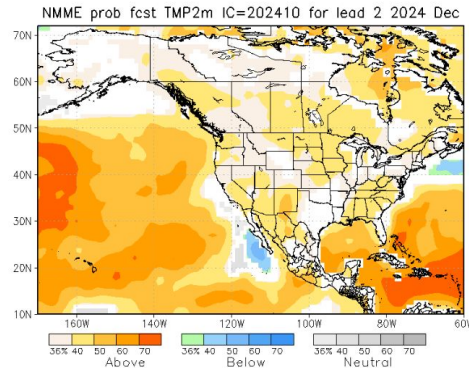 NMME prob fcst TMP2m IC=202410 for lead 2 2024 Dec
70N
60N
50N
40N
30N
20N
10N
160W 140W 120W 100W 80W 60W
36% 40 50 60 70 36% 40 50 60 70 36% 40 50 60 70
Above Below Neutral